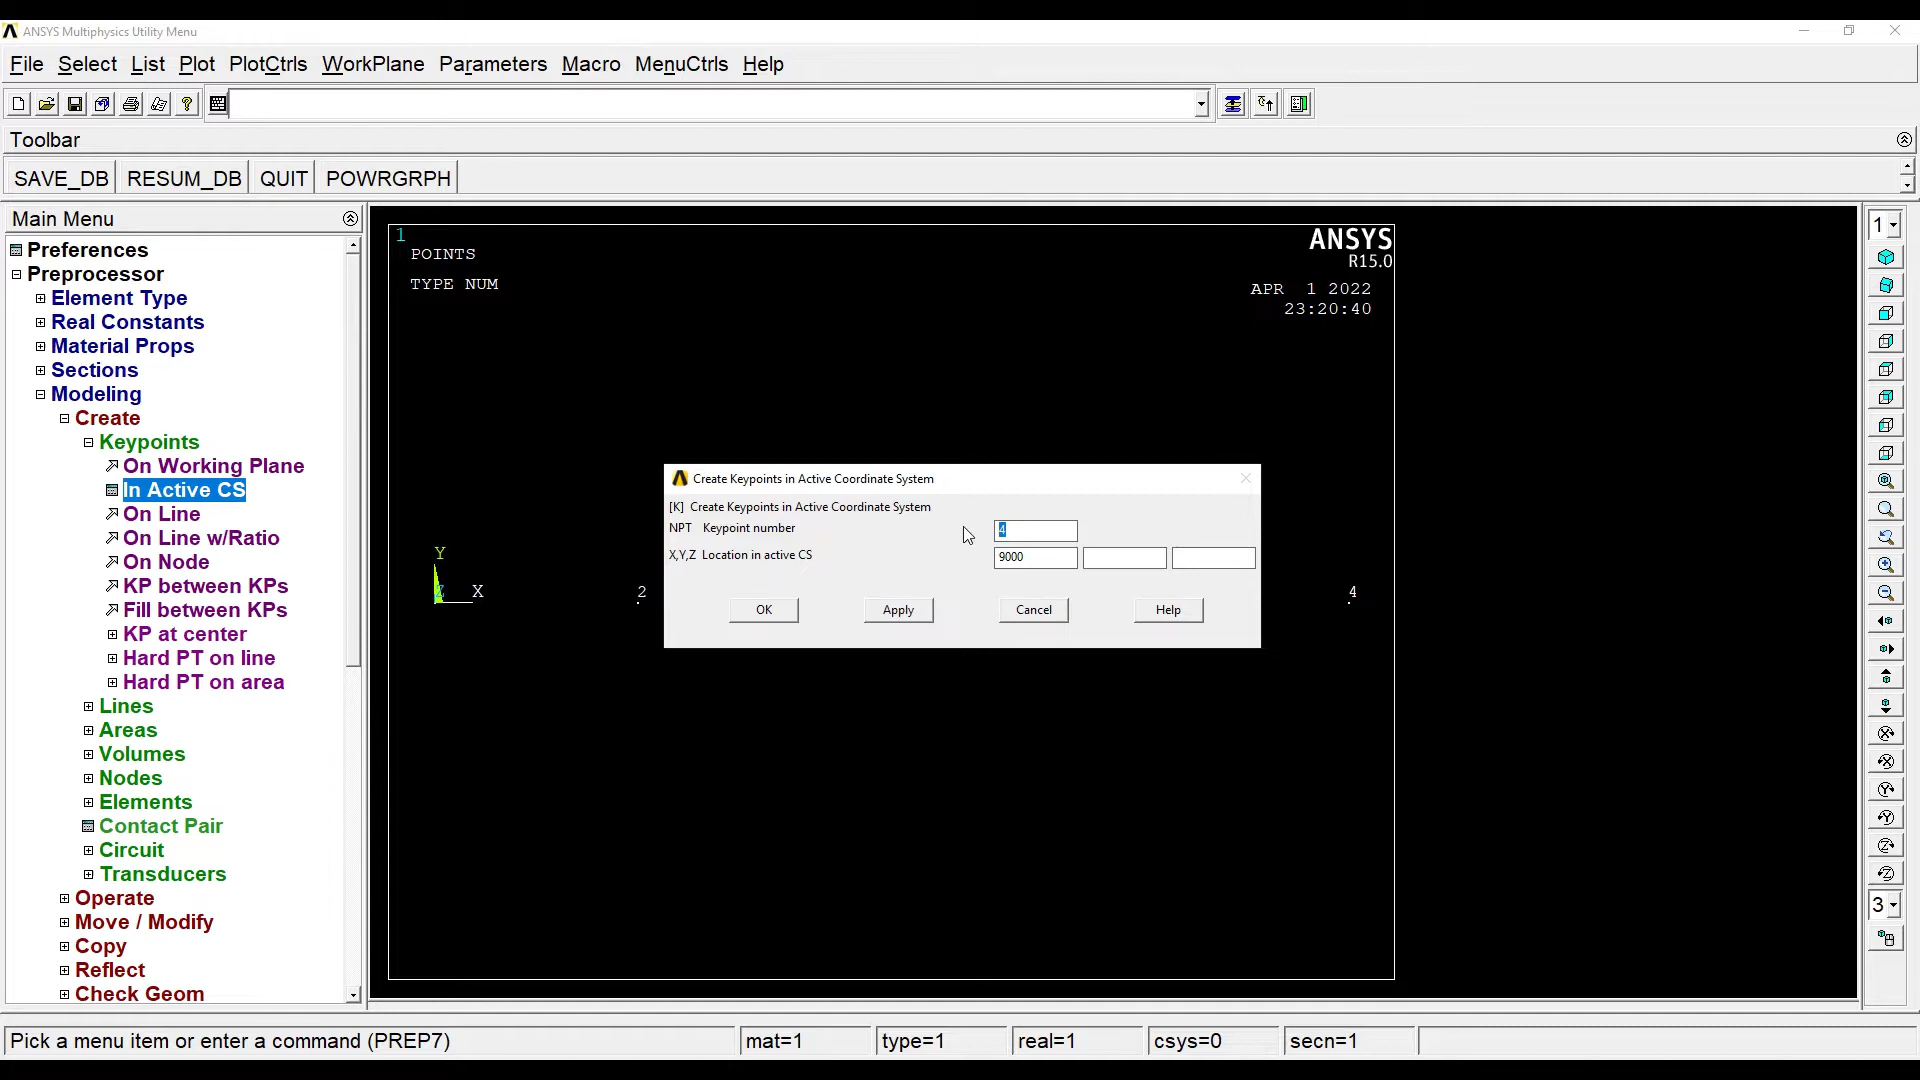 ANSYS Multiphysics Utility Menu
File Select List Plot PlotCtrls WorkPlane Parameters Macro MenuCtrls Help
Toolbar
SAVE_DB RESUM_DB QUIT POWRGRPH
Main Menu
Preferences
Preprocessor
Element Type
Real Constants
Material Props
Sections
Modeling
Create
Keypoints
On Working Plane
In Active CS
On Line
On Line w/Ratio
On Node
KP between KPs
Fill between KPs
KP at center
Hard PT on line
Hard PT on area
Lines
Areas
Volumes
Nodes
Elements
Contact Pair
Circuit
Transducers
Operate
Move / Modify
Copy
Reflect
Check Geom
1
POINTS
TYPE NUM
ANSYS
R15.0
APR 1 2022
23:20:40
Y
Z X
2
4
Create Keypoints in Active Coordinate System
[K] Create Keypoints in Active Coordinate System
NPT Keypoint number 4
X,Y,Z Location in active CS 9000
OK Apply Cancel Help
1
3
Pick a menu item or enter a command (PREP7) mat=1 type=1 real=1 csys=0 secn=1